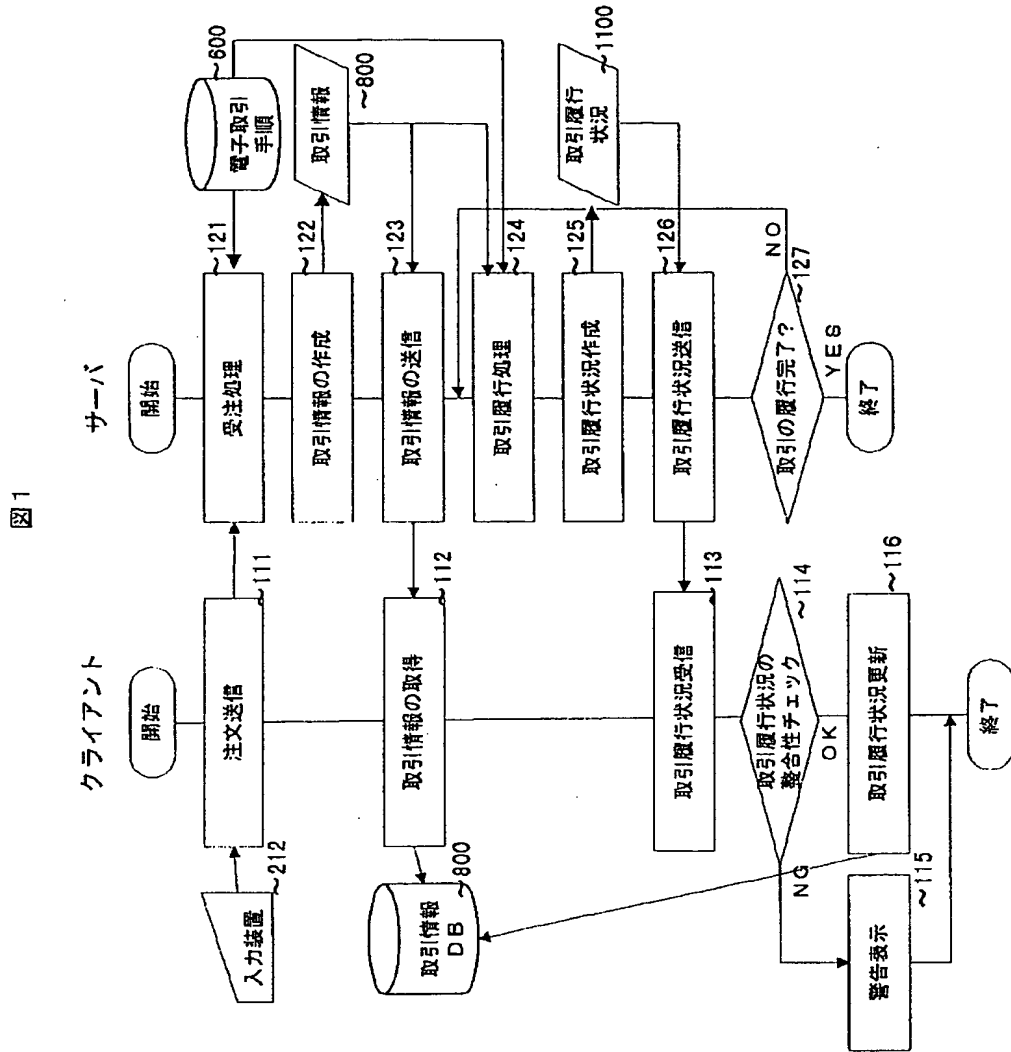 図1
クライアント
サーバ
開始
開始
入力装置
212
注文送信
111
受注処理
121
電子取引
手順
600
取引情報の作成
122
取引情報
800
取引情報
DB
800
取引情報の取得
112
取引情報の送信
123
取引履行処理
124
取引履行状況作成
125
取引履行
状況
1100
取引履行状況受信
113
取引履行状況送信
126
取引履行状況の
整合性チェック
114
NG
OK
取引の履行完了?
127
NO
YES
警告表示
115
取引履行状況更新
116
終了
終了